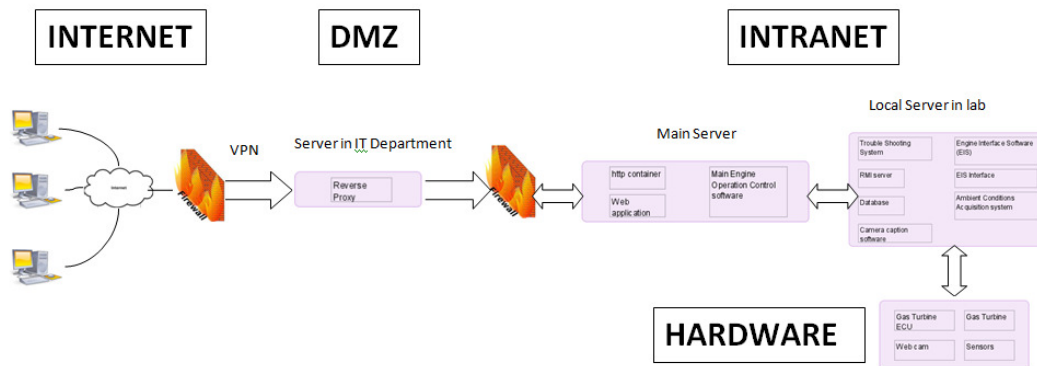 INTERNET
DMZ
INTRANET
Local Server in lab
VPN
Server in IT Department
Main Server
Internet
Firewall
Reverse
Proxy
Firewall
http container
Web
application
Main Engine
Operation Control
software
Trouble Shooting
System
RMI server
Database
Camera caption
software
Engine Interface Software
(EIS)
EIS Interface
Ambient Conditions
Acquisition system
HARDWARE
Gas Turbine
ECU
Gas Turbine
Web cam
Sensors